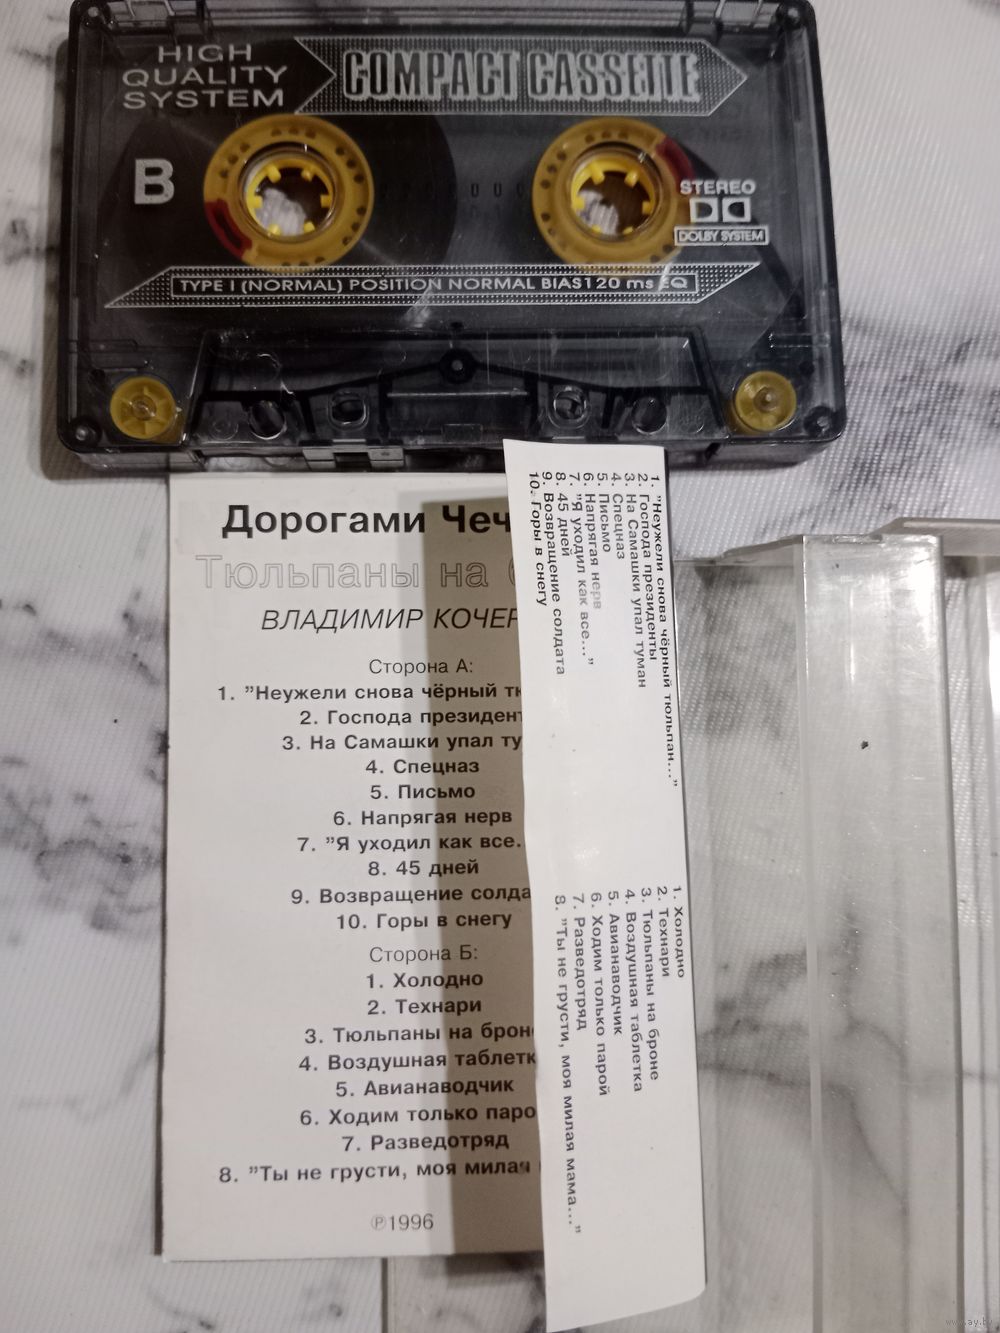 HIGH
QUALITY
SYSTEM
COMPACT CASSETTE
B
STEREO
DOLBY SYSTEM
TYPE I (NORMAL) POSITION NORMAL BIAS120 ms EQ
Дорогами Чеч
Тюльпаны на б
ВЛАДИМИР КОЧЕР
Сторона А:
1. "Неужели снова чёрный тю
2. Господа президент
3. На Самашки упал ту
4. Спецназ
5. Письмо
6. Напрягая нерв
7. "Я уходил как все.
8. 45 дней
9. Возвращение солда
10. Горы в снегу
Сторона Б:
1. Холодно
2. Технари
3. Тюльпаны на брон
4. Воздушная таблетк
5. Авианаводчик
6. Ходим только паро
7. Разведотряд
8. "Ты не грусти, моя милая
℗1996
1. "Неужели снова чёрный тюльпан..."
2. Господа президенты
3. На Самашки упал туман
4. Спецназ
5. Письмо
6. Напрягая нерв
7. "Я уходил как все..."
8. 45 дней
9. Возвращение солдата
10. Горы в снегу
1. Холодно
2. Технари
3. Тюльпаны на броне
4. Воздушная таблетка
5. Авианаводчик
6. Ходим только парой
7. Разведотряд
8. "Ты не грусти, моя милая мама..."
www.ay.by